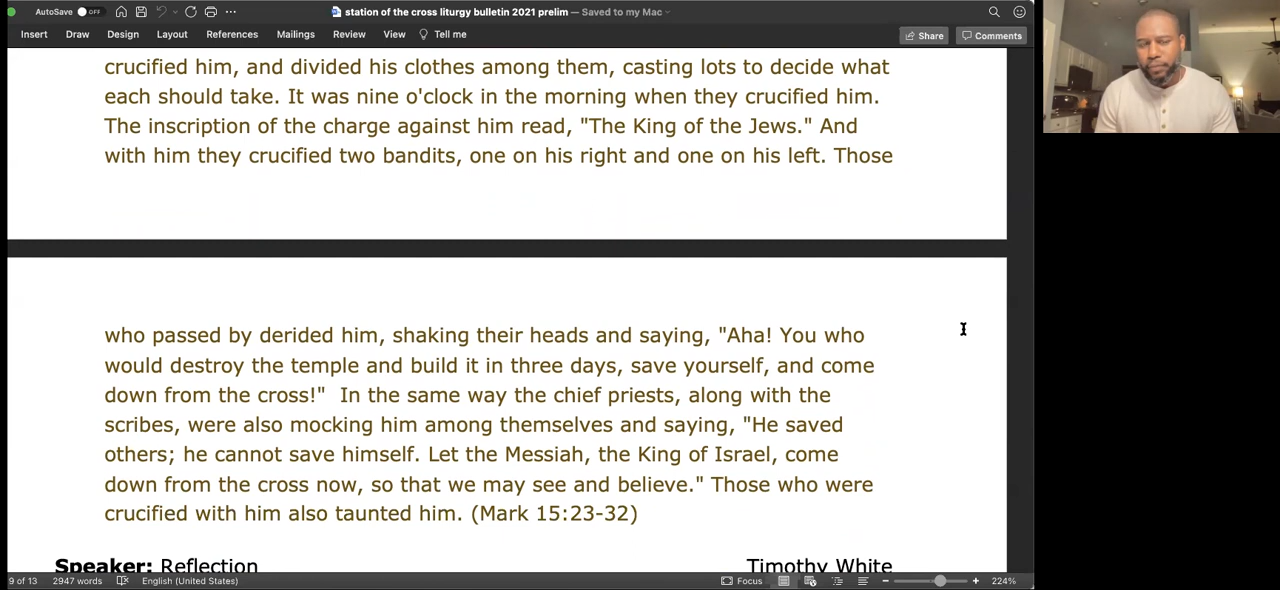 AutoSave OFF
station of the cross liturgy bulletin 2021 prelim — Saved to my Mac
Insert Draw Design Layout References Mailings Review View Tell me Share Comments
crucified him, and divided his clothes among them, casting lots to decide what
each should take. It was nine o'clock in the morning when they crucified him.
The inscription of the charge against him read, "The King of the Jews." And
with him they crucified two bandits, one on his right and one on his left. Those
who passed by derided him, shaking their heads and saying, "Aha! You who
would destroy the temple and build it in three days, save yourself, and come
down from the cross!"  In the same way the chief priests, along with the
scribes, were also mocking him among themselves and saying, "He saved
others; he cannot save himself. Let the Messiah, the King of Israel, come
down from the cross now, so that we may see and believe." Those who were
crucified with him also taunted him. (Mark 15:23-32)
Speaker: Reflection Timothy White
9 of 13 2947 words English (United States) Focus 224%